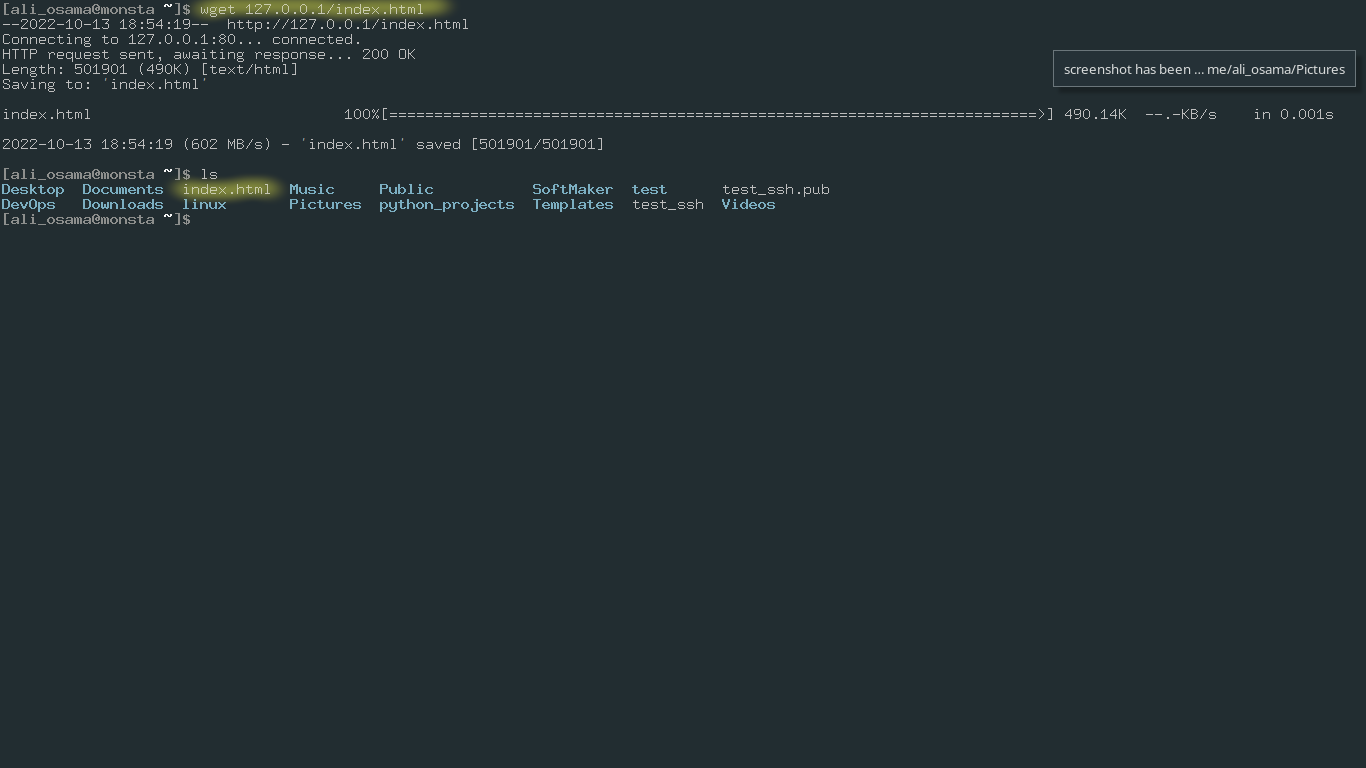 [ali_osama@monsta ~]$ wget 127.0.0.1/index.html
--2022-10-13 18:54:19--  http://127.0.0.1/index.html
Connecting to 127.0.0.1:80... connected.
HTTP request sent, awaiting response... 200 OK
Length: 501901 (490K) [text/html]
Saving to: 'index.html'
screenshot has been ... me/ali_osama/Pictures
index.html 100%[========================================================================>] 490.14K --.-KB/s in 0.001s
2022-10-13 18:54:19 (602 MB/s) - 'index.html' saved [501901/501901]
[ali_osama@monsta ~]$ ls
Desktop Documents index.html Music Public SoftMaker test test_ssh.pub
DevOps Downloads linux Pictures python_projects Templates test_ssh Videos
[ali_osama@monsta ~]$